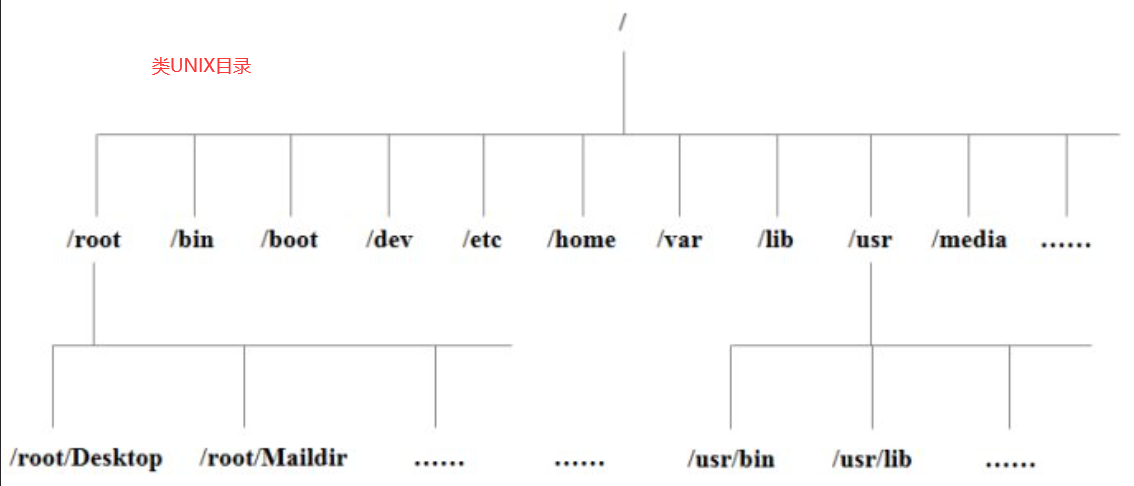 /
类UNIX目录
/root /bin /boot /dev /etc /home /var /lib /usr /media ……
/root/Desktop /root/Maildir …… …… /usr/bin /usr/lib ……